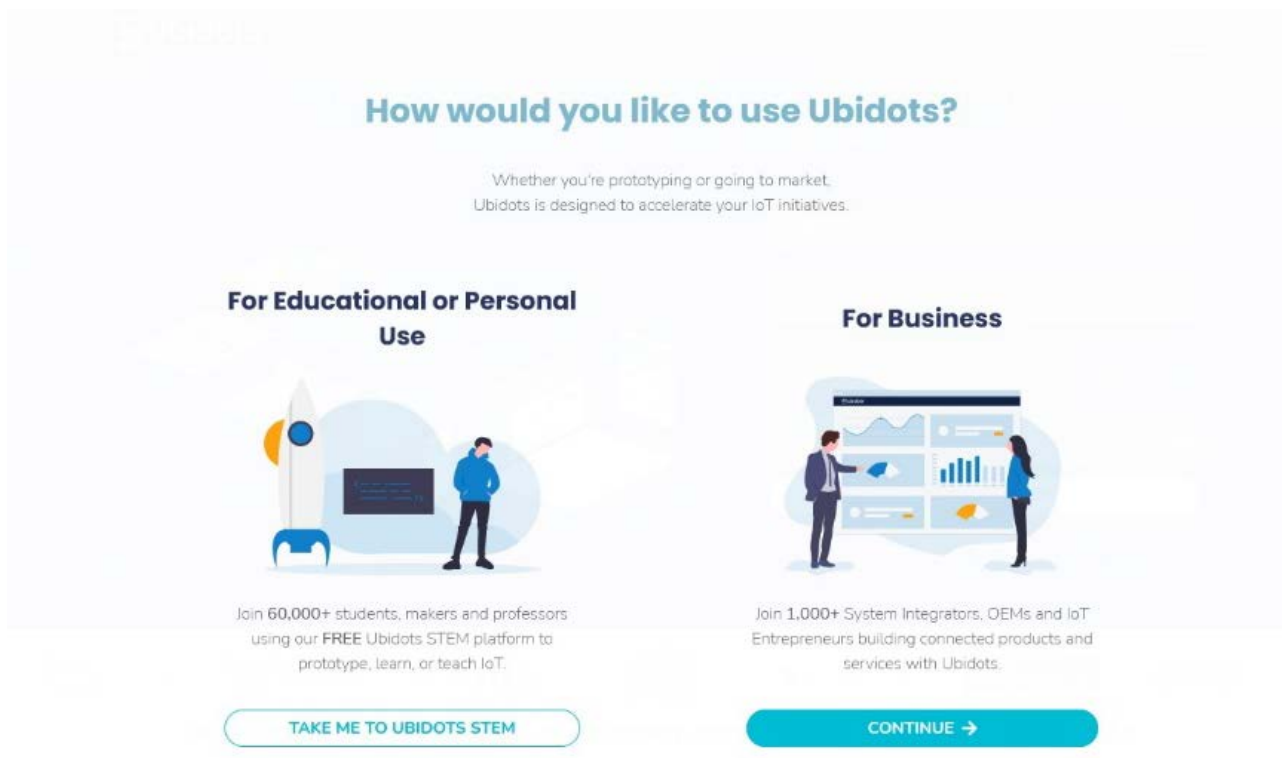 How would you like to use Ubidots?
Whether you're prototyping or going to market,
Ubidots is designed to accelerate your IoT initiatives.
For Educational or Personal
Use
Join 60,000+ students, makers and professors
using our FREE Ubidots STEM platform to
prototype, learn, or teach IoT.
TAKE ME TO UBIDOTS STEM
For Business
Join 1,000+ System Integrators, OEMs and IoT
Entrepreneurs building connected products and
services with Ubidots.
CONTINUE →